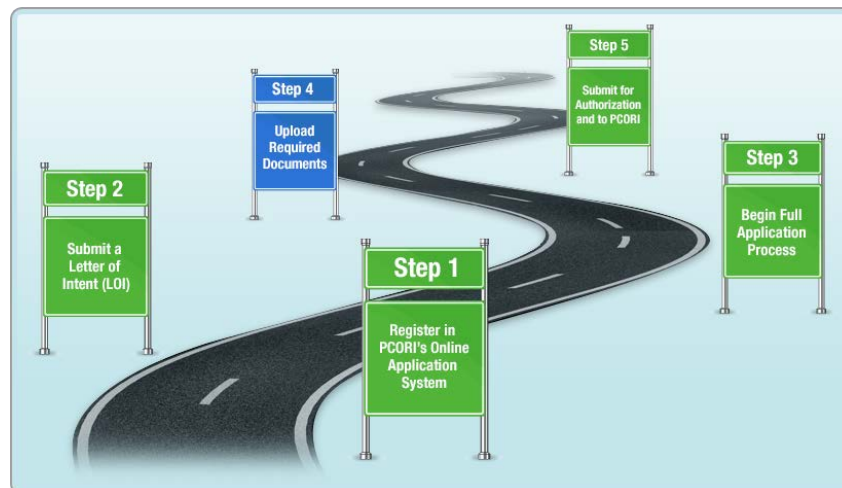 Step 1
Register in
PCORI's Online
Application
System
Step 2
Submit a
Letter of
Intent (LOI)
Step 3
Begin Full
Application
Process
Step 4
Upload
Required
Documents
Step 5
Submit for
Authorization
and to PCORI